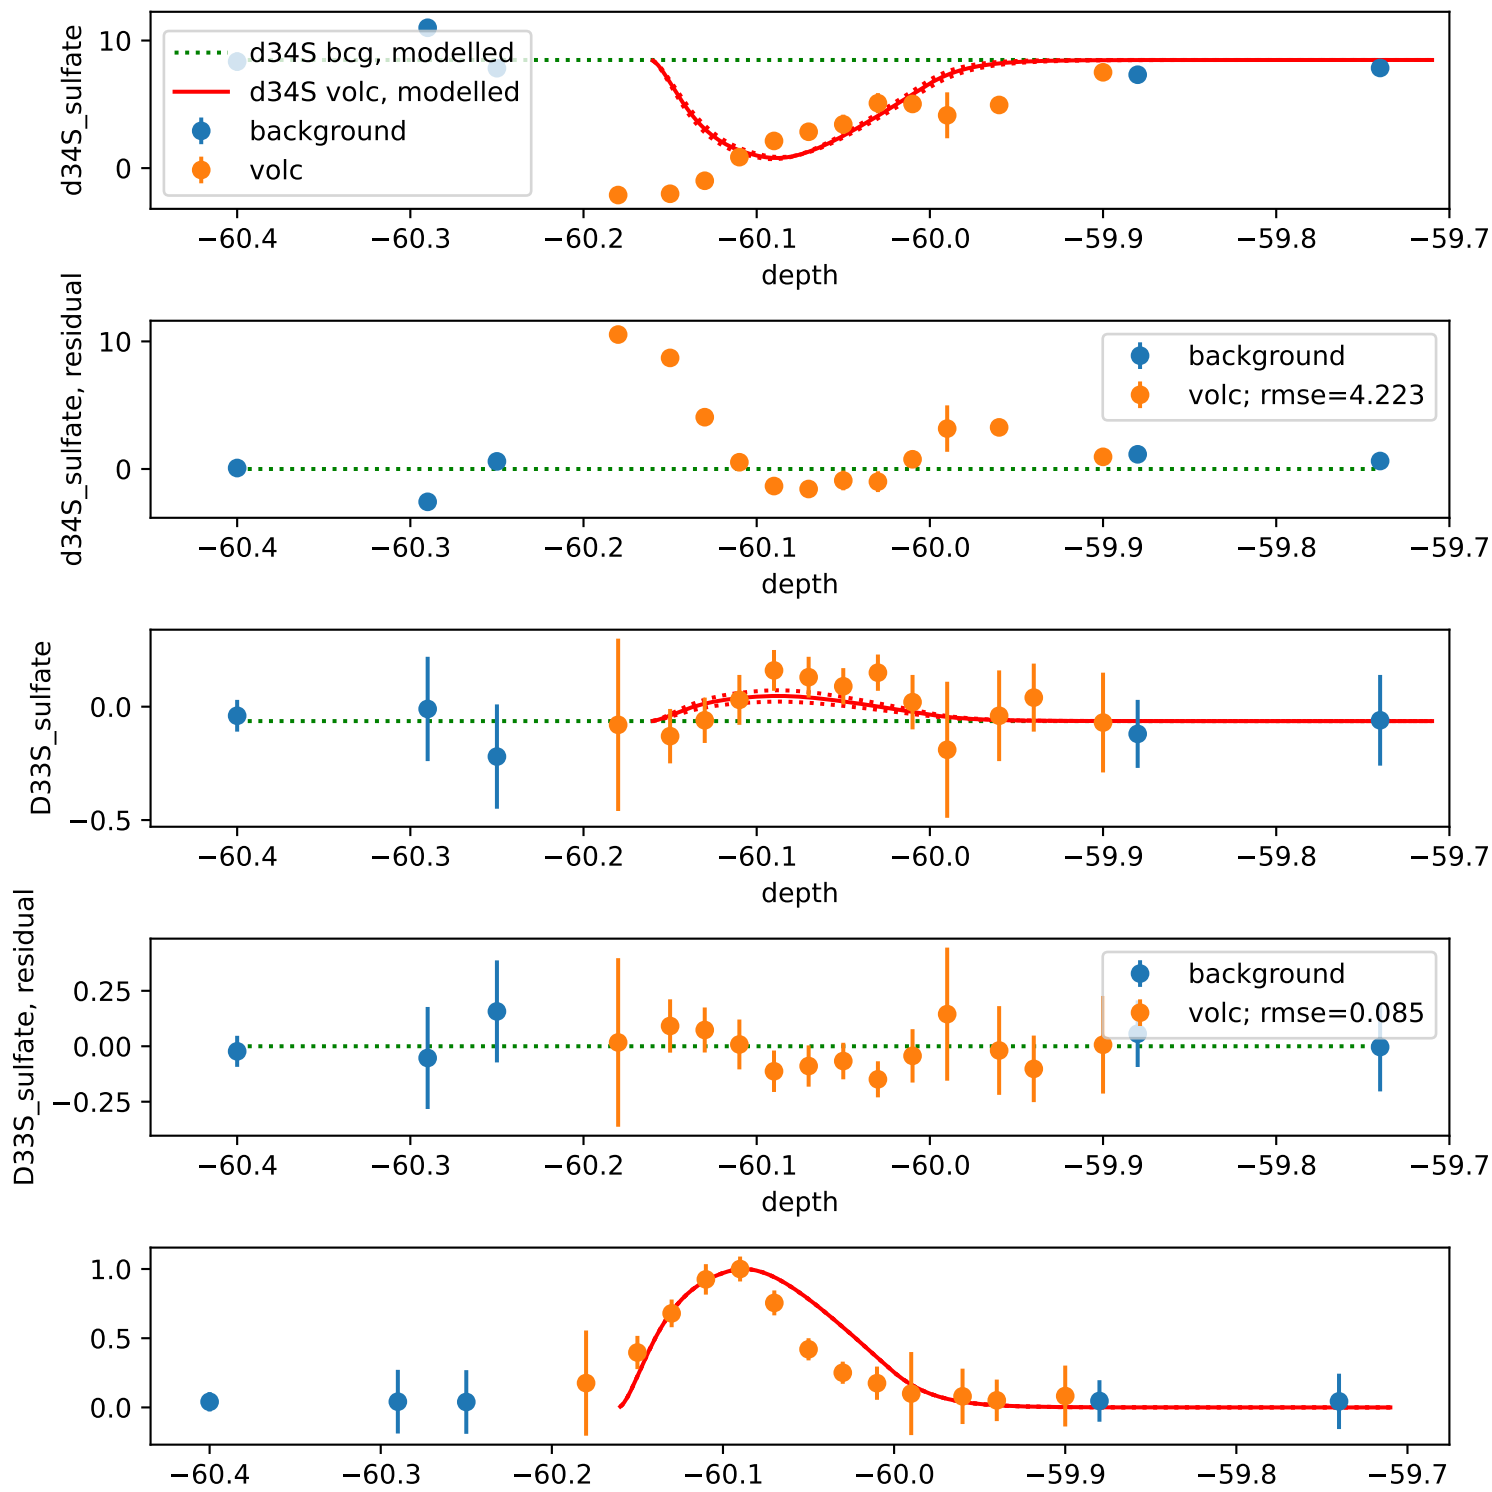 d34S_sulfate
10
0
d34S bcg, modelled
d34S volc, modelled
background
volc
−60.4 −60.3 −60.2 −60.1 −60.0 −59.9 −59.8 −59.7
depth
d34S_sulfate, residual
10
0
background
volc; rmse=4.223
−60.4 −60.3 −60.2 −60.1 −60.0 −59.9 −59.8 −59.7
depth
D33S_sulfate
0.0
−0.5
−60.4 −60.3 −60.2 −60.1 −60.0 −59.9 −59.8 −59.7
depth
D33S_sulfate, residual
0.25
0.00
−0.25
background
volc; rmse=0.085
−60.4 −60.3 −60.2 −60.1 −60.0 −59.9 −59.8 −59.7
depth
1.0
0.5
0.0
−60.4 −60.3 −60.2 −60.1 −60.0 −59.9 −59.8 −59.7